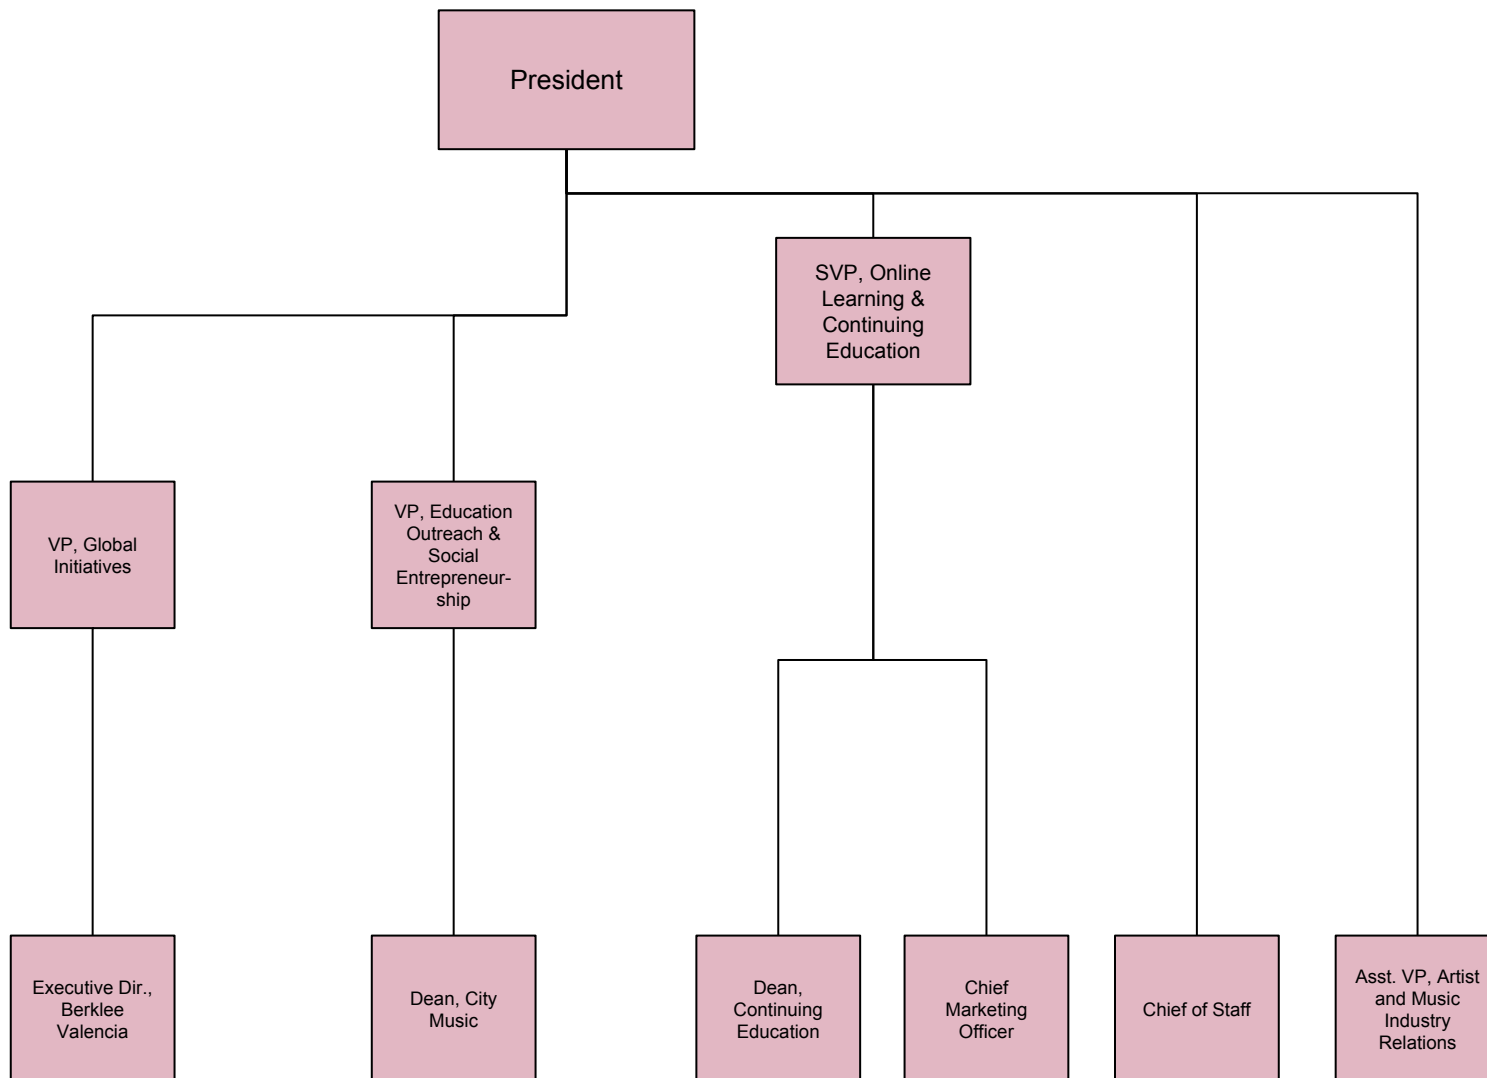 President
SVP, Online
Learning &
Continuing
Education
VP, Global
Initiatives
VP, Education
Outreach &
Social
Entrepreneur-
ship
Executive Dir.,
Berklee
Valencia
Dean, City
Music
Dean,
Continuing
Education
Chief
Marketing
Officer
Chief of Staff
Asst. VP, Artist
and Music
Industry
Relations